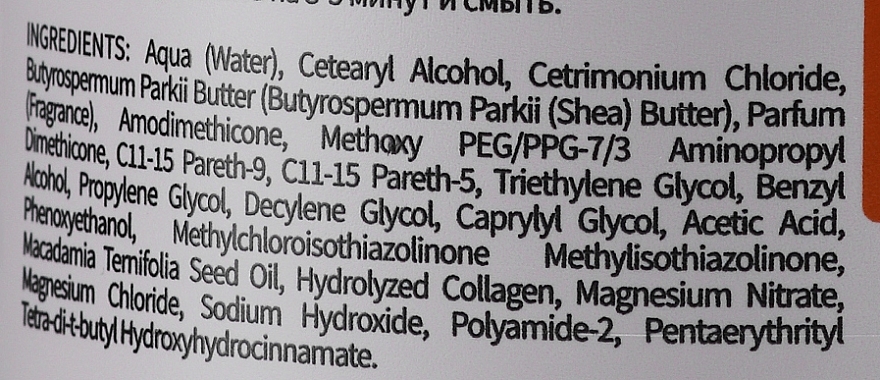 МИНУТ И СМЫТЬ.
INGREDIENTS: Aqua (Water), Cetearyl Alcohol, Cetrimonium Chloride,
Butyrospermum Parkii Butter (Butyrospermum Parkii (Shea) Butter), Parfum
(Fragrance), Amodimethicone, Methoxy PEG/PPG-7/3 Aminopropyl
Dimethicone, C11-15 Pareth-9, C11-15 Pareth-5, Triethylene Glycol, Benzyl
Alcohol, Propylene Glycol, Decylene Glycol, Caprylyl Glycol, Acetic Acid,
Phenoxyethanol, Methylchloroisothiazolinone Methylisothiazolinone,
Macadamia Ternifolia Seed Oil, Hydrolyzed Collagen, Magnesium Nitrate,
Magnesium Chloride, Sodium Hydroxide, Polyamide-2, Pentaerythrityl
Tetra-di-t-butyl Hydroxyhydrocinnamate.